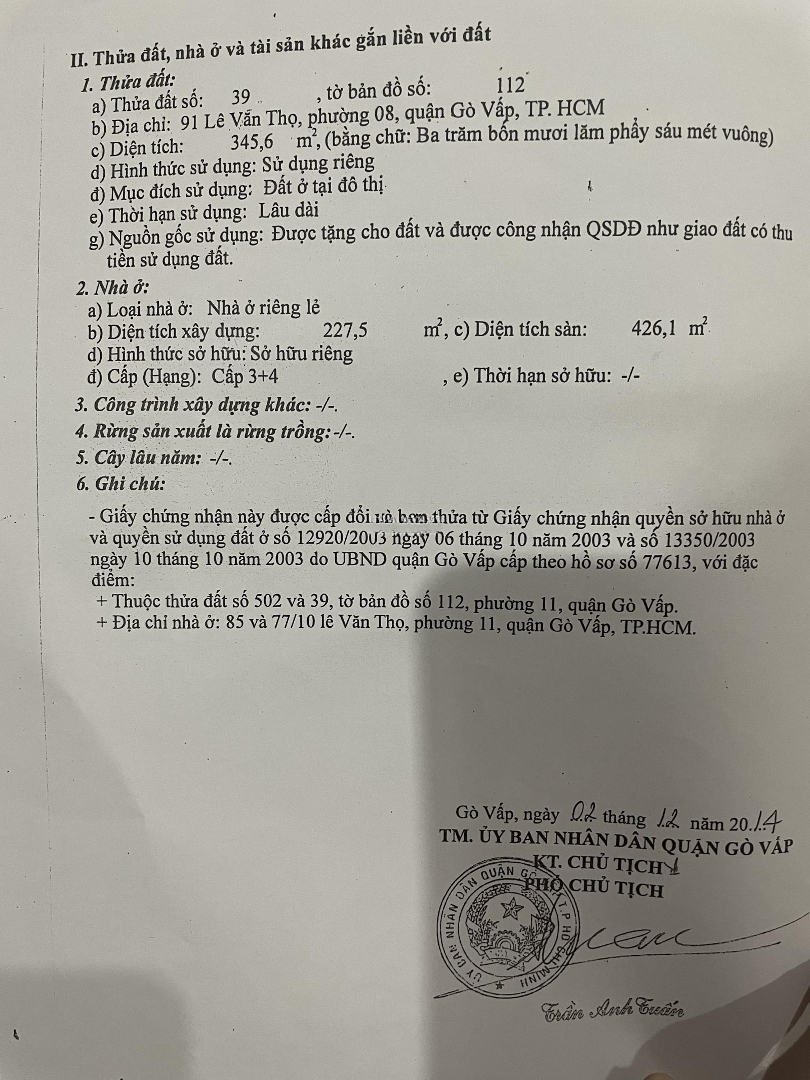 II. Thửa đất, nhà ở và tài sản khác gắn liền với đất
1. Thửa đất:
a) Thửa đất số: 39 , tờ bản đồ số: 112
b) Địa chỉ: 91 Lê Văn Thọ, phường 08, quận Gò Vấp, TP. HCM
c) Diện tích: 345,6 m², (bằng chữ: Ba trăm bốn mươi lăm phẩy sáu mét vuông)
d) Hình thức sử dụng: Sử dụng riêng
đ) Mục đích sử dụng: Đất ở tại đô thị
e) Thời hạn sử dụng: Lâu dài
g) Nguồn gốc sử dụng: Được tặng cho đất và được công nhận QSDĐ như giao đất có thu
tiền sử dụng đất.
2. Nhà ở:
a) Loại nhà ở: Nhà ở riêng lẻ
b) Diện tích xây dựng: 227,5 m², c) Diện tích sàn: 426,1 m²
d) Hình thức sở hữu: Sở hữu riêng
đ) Cấp (Hạng): Cấp 3+4 , e) Thời hạn sở hữu: -/-
3. Công trình xây dựng khác: -/-.
4. Rừng sản xuất là rừng trồng: -/-.
5. Cây lâu năm: -/-.
6. Ghi chú:
- Giấy chứng nhận này được cấp đổi và hợp thửa từ Giấy chứng nhận quyền sở hữu nhà ở
và quyền sử dụng đất ở số 12920/2003 ngày 06 tháng 10 năm 2003 và số 13350/2003
ngày 10 tháng 10 năm 2003 do UBND quận Gò Vấp cấp theo hồ sơ số 77613, với đặc
điểm:
+ Thuộc thửa đất số 502 và 39, tờ bản đồ số 112, phường 11, quận Gò Vấp.
+ Địa chỉ nhà ở: 85 và 77/10 lê Văn Thọ, phường 11, quận Gò Vấp, TP.HCM.
Gò Vấp, ngày 02 tháng 12 năm 2014
TM. ỦY BAN NHÂN DÂN QUẬN GÒ VẤP
KT. CHỦ TỊCH
PHÓ CHỦ TỊCH
ỦY BAN NHÂN DÂN QUẬN GÒ VẤP T.P HỒ CHÍ MINH
Trần Anh Tuấn